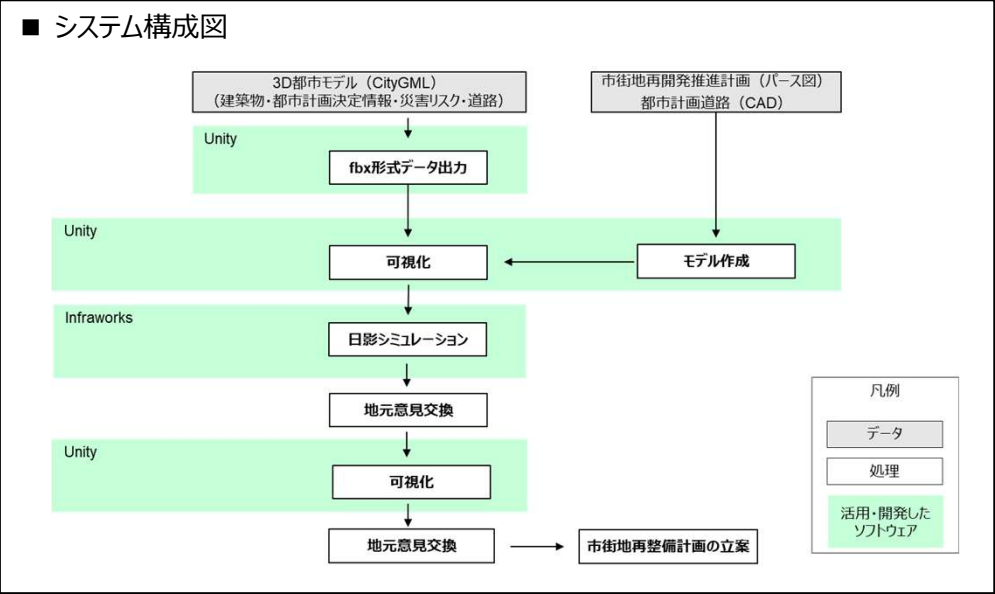 ■ システム構成図
3D都市モデル（CityGML）
（建築物・都市計画決定情報・災害リスク・道路）
市街地再開発推進計画（パース図）
都市計画道路（CAD）
Unity
fbx形式データ出力
Unity
可視化
モデル作成
Infraworks
日影シミュレーション
地元意見交換
Unity
可視化
地元意見交換
市街地再整備計画の立案
凡例
データ
処理
活用・開発した
ソフトウェア